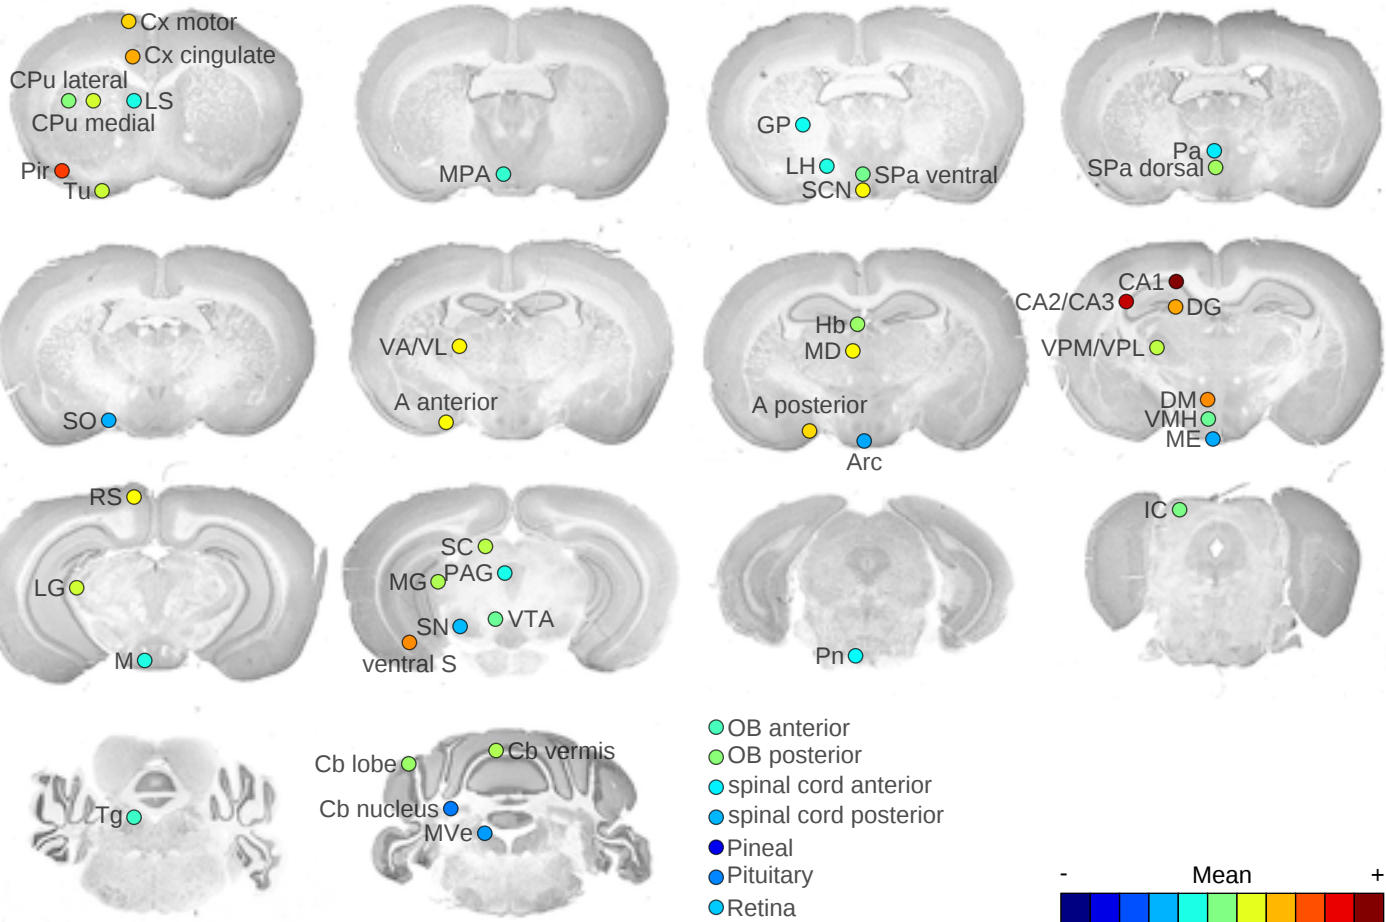 Cx motor
Cx cingulate
CPu lateral
LS
CPu medial
Pir
Tu
MPA
GP
LH
SPa ventral
SCN
Pa
SPa dorsal
SO
VA/VL
A anterior
Hb
MD
A posterior
Arc
CA1
CA2/CA3
DG
VPM/VPL
DM
VMH
ME
RS
LG
M
SC
PAG
MG
VTA
SN
ventral S
Pn
IC
Tg
Cb lobe
Cb vermis
Cb nucleus
MVe
OB anterior
OB posterior
spinal cord anterior
spinal cord posterior
Pineal
Pituitary
Retina
- Mean +